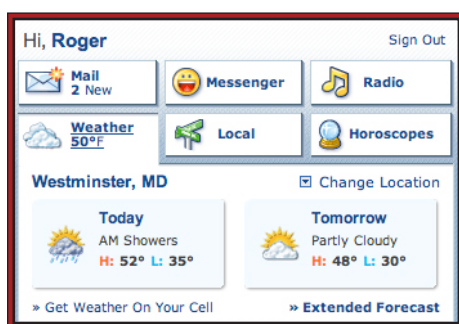 Hi, Roger
Sign Out
Mail
2 New
Messenger
Radio
Weather
50°F
Local
Horoscopes
Westminster, MD
Change Location
Today
AM Showers
H: 52° L: 35°
Tomorrow
Partly Cloudy
H: 48° L: 30°
» Get Weather On Your Cell
» Extended Forecast